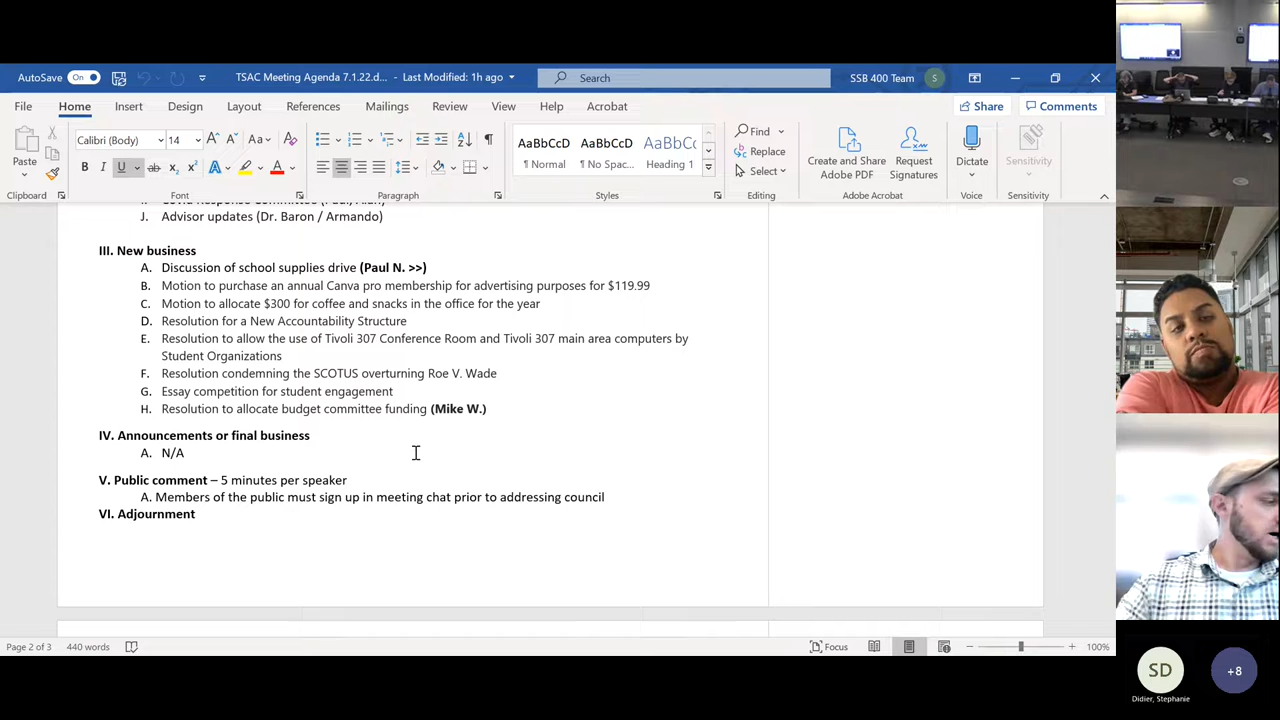 AutoSave On TSAC Meeting Agenda 7.1.22.d... - Last Modified: 1h ago Search SSB 400 Team S
File Home Insert Design Layout References Mailings Review View Help Acrobat Share Comments
Calibri (Body) 14 Aa AaBbCcD AaBbCcD AaBbCc Find
Replace
Select
Paste ¶ Normal ¶ No Spac... Heading 1 Create and Share Adobe PDF Request Signatures Dictate Sensitivity
Clipboard Font Paragraph Styles Editing Adobe Acrobat Voice Sensitivity
J. Advisor updates (Dr. Baron / Armando)
III. New business
A. Discussion of school supplies drive (Paul N. >>)
B. Motion to purchase an annual Canva pro membership for advertising purposes for $119.99
C. Motion to allocate $300 for coffee and snacks in the office for the year
D. Resolution for a New Accountability Structure
E. Resolution to allow the use of Tivoli 307 Conference Room and Tivoli 307 main area computers by
Student Organizations
F. Resolution condemning the SCOTUS overturning Roe V. Wade
G. Essay competition for student engagement
H. Resolution to allocate budget committee funding (Mike W.)
IV. Announcements or final business
A. N/A
V. Public comment – 5 minutes per speaker
A. Members of the public must sign up in meeting chat prior to addressing council
VI. Adjournment
Page 2 of 3 440 words Focus 100%
SD +8
Didier, Stephanie